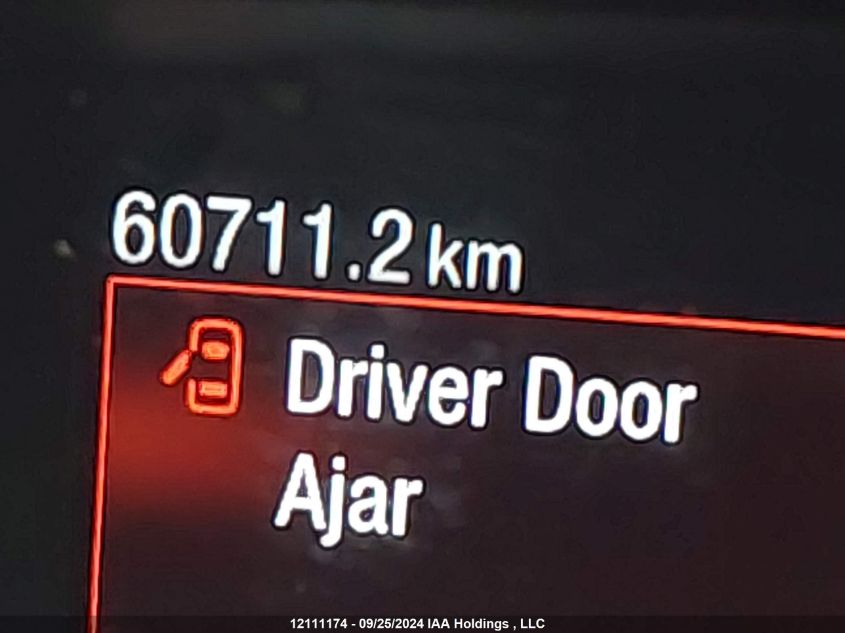 60711.2 km
Driver Door
Ajar
12111174 - 09/25/2024 IAA Holdings , LLC